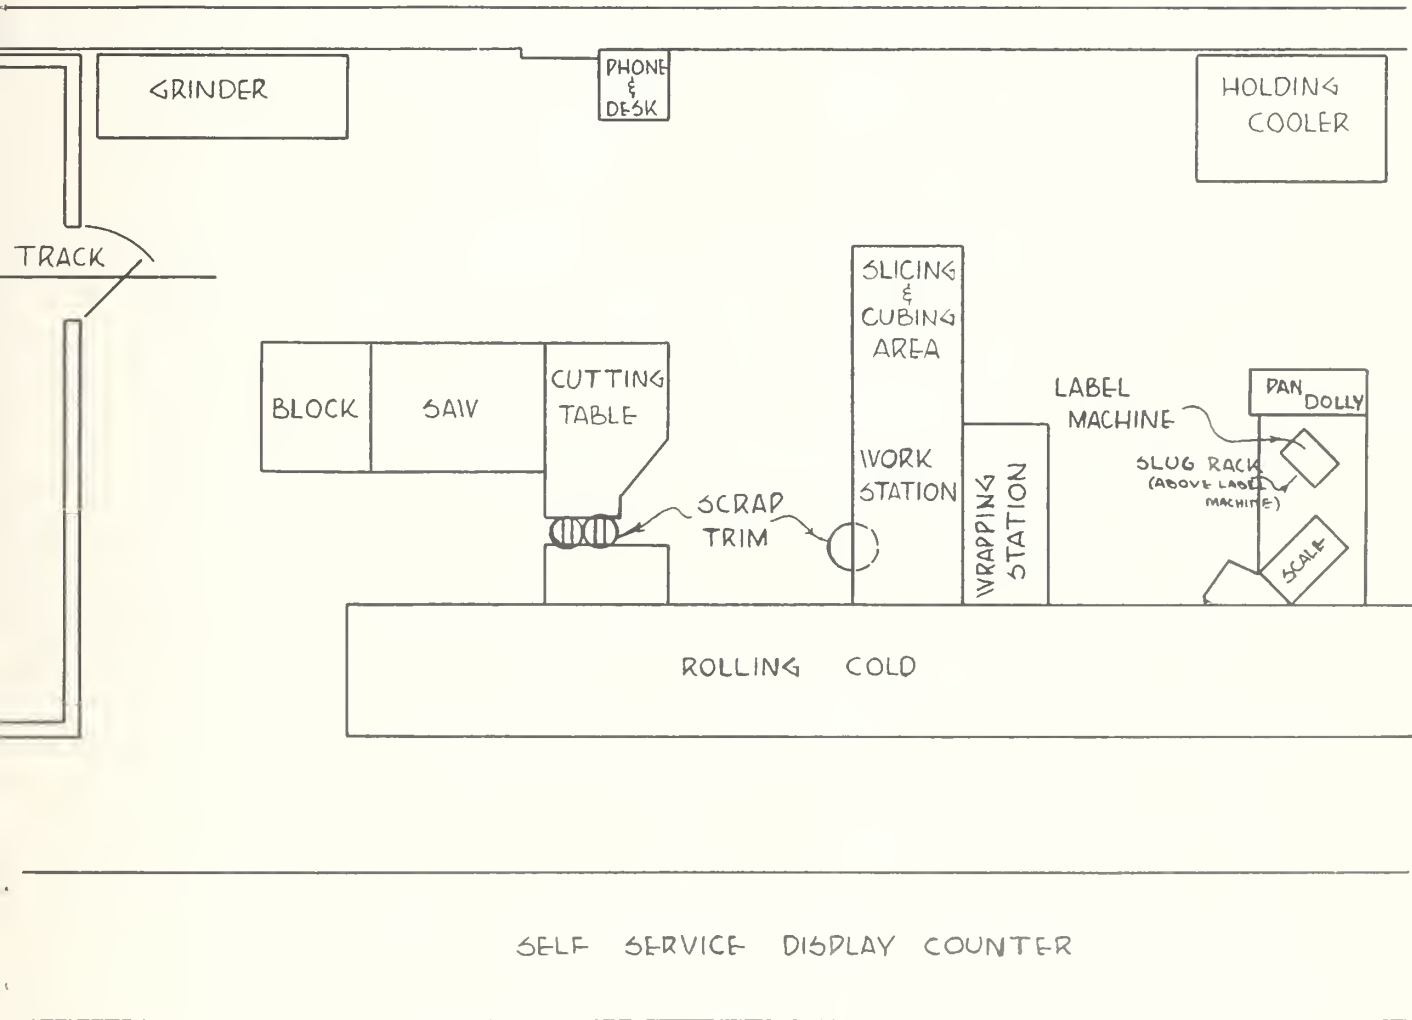 GRINDER
PHONE
&
DESK
HOLDING
COOLER
TRACK
BLOCK
SAW
CUTTING
TABLE
SCRAP
TRIM
SLICING
&
CUBING
AREA
WORK
STATION
WRAPPING
STATION
LABEL
MACHINE
SLUG RACK
(ABOVE LABEL
MACHINE)
PAN
DOLLY
SCALE
ROLLING COLD
SELF SERVICE DISPLAY COUNTER